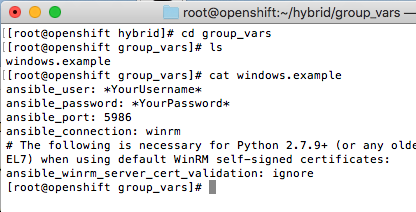 root@openshift:~/hybrid/group_vars —
[[root@openshift hybrid]# cd group_vars
[[root@openshift group_vars]# ls
windows.example
[[root@openshift group_vars]# cat windows.example
ansible_user: *YourUsername*
ansible_password: *YourPassword*
ansible_port: 5986
ansible_connection: winrm
# The following is necessary for Python 2.7.9+ (or any olde
EL7) when using default WinRM self-signed certificates:
ansible_winrm_server_cert_validation: ignore
[root@openshift group_vars]#